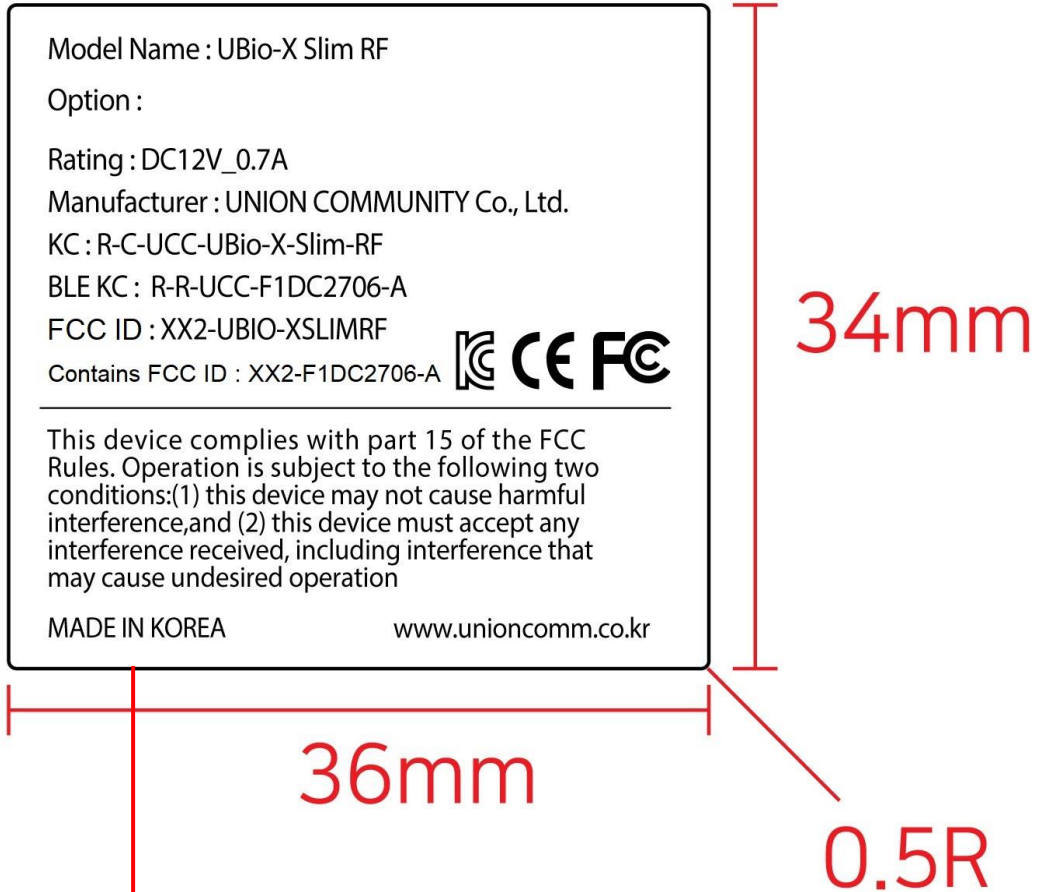 Model Name : UBio-X Slim RF
Option :
Rating : DC12V_0.7A
Manufacturer : UNION COMMUNITY Co., Ltd.
KC : R-C-UCC-UBio-X-Slim-RF
BLE KC : R-R-UCC-F1DC2706-A
FCC ID : XX2-UBIO-XSLIMRF
Contains FCC ID : XX2-F1DC2706-A KC CE FC
This device complies with part 15 of the FCC
Rules. Operation is subject to the following two
conditions:(1) this device may not cause harmful
interference,and (2) this device must accept any
interference received, including interference that
may cause undesired operation
MADE IN KOREA www.unioncomm.co.kr
34mm
36mm
0.5R